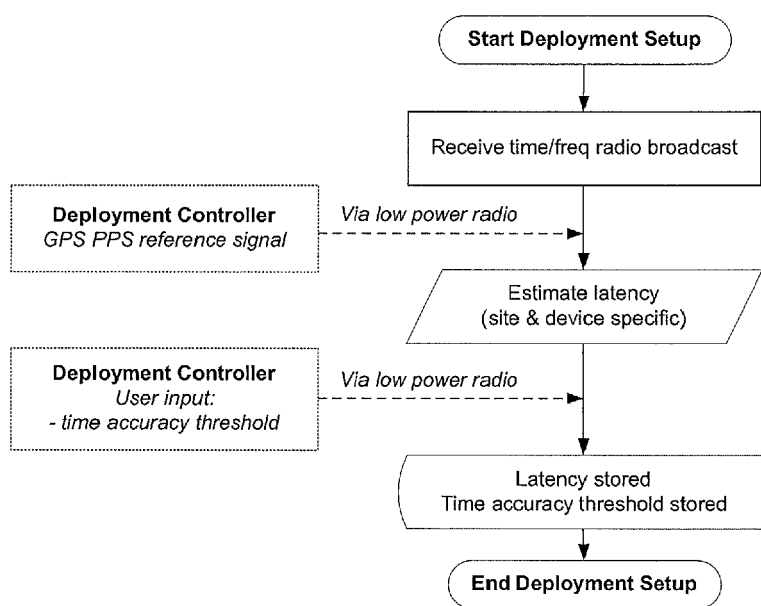 Start Deployment Setup
Receive time/freq radio broadcast
Deployment Controller
GPS PPS reference signal
Via low power radio
Estimate latency
(site & device specific)
Deployment Controller
User input:
- time accuracy threshold
Via low power radio
Latency stored
Time accuracy threshold stored
End Deployment Setup